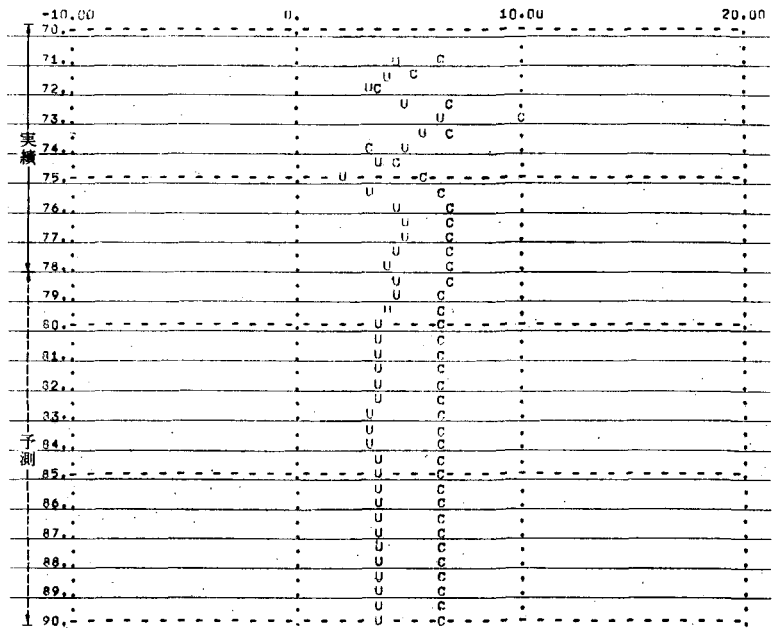 -10.00 0. 10.00 20.00
70.
71. U C
U C
72. U C
U C
73. U C
U C
74. C U
U C
75. U C
U C
76. U C
U C
77. U C
U C
78. U C
U C
79. U C
U C
80. U C
U C
81. U C
U C
82. U C
U C
83. U C
U C
84. U C
U C
85. U C
U C
86. U C
U C
87. U C
U C
88. U C
U C
89. U C
U C
90. U C
実績
予測